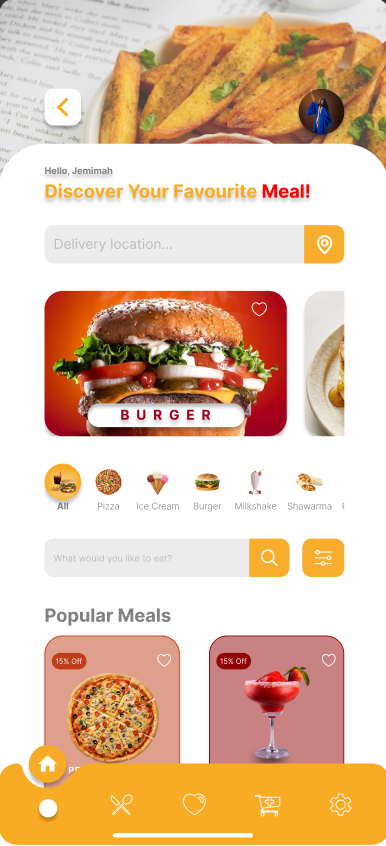 Hello, Jemimah
Discover Your Favourite Meal!
Delivery location...
BURGER
All
Pizza
Ice Cream
Burger
Milkshake
Shawarma
What would you like to eat?
Popular Meals
15% Off
15% Off